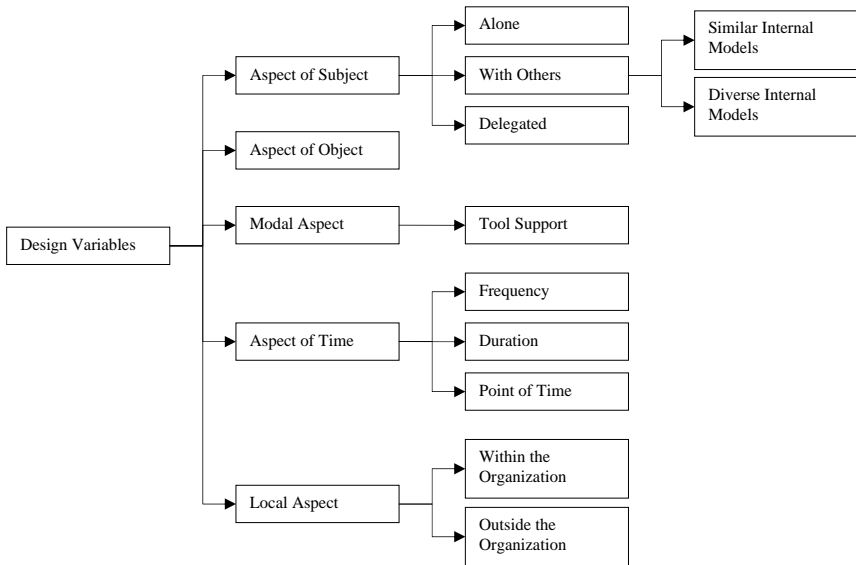 Alone
Similar Internal
Models
Aspect of Subject
With Others
Diverse Internal
Models
Delegated
Aspect of Object
Modal Aspect
Tool Support
Design Variables
Frequency
Aspect of Time
Duration
Point of Time
Within the
Organization
Local Aspect
Outside the
Organization